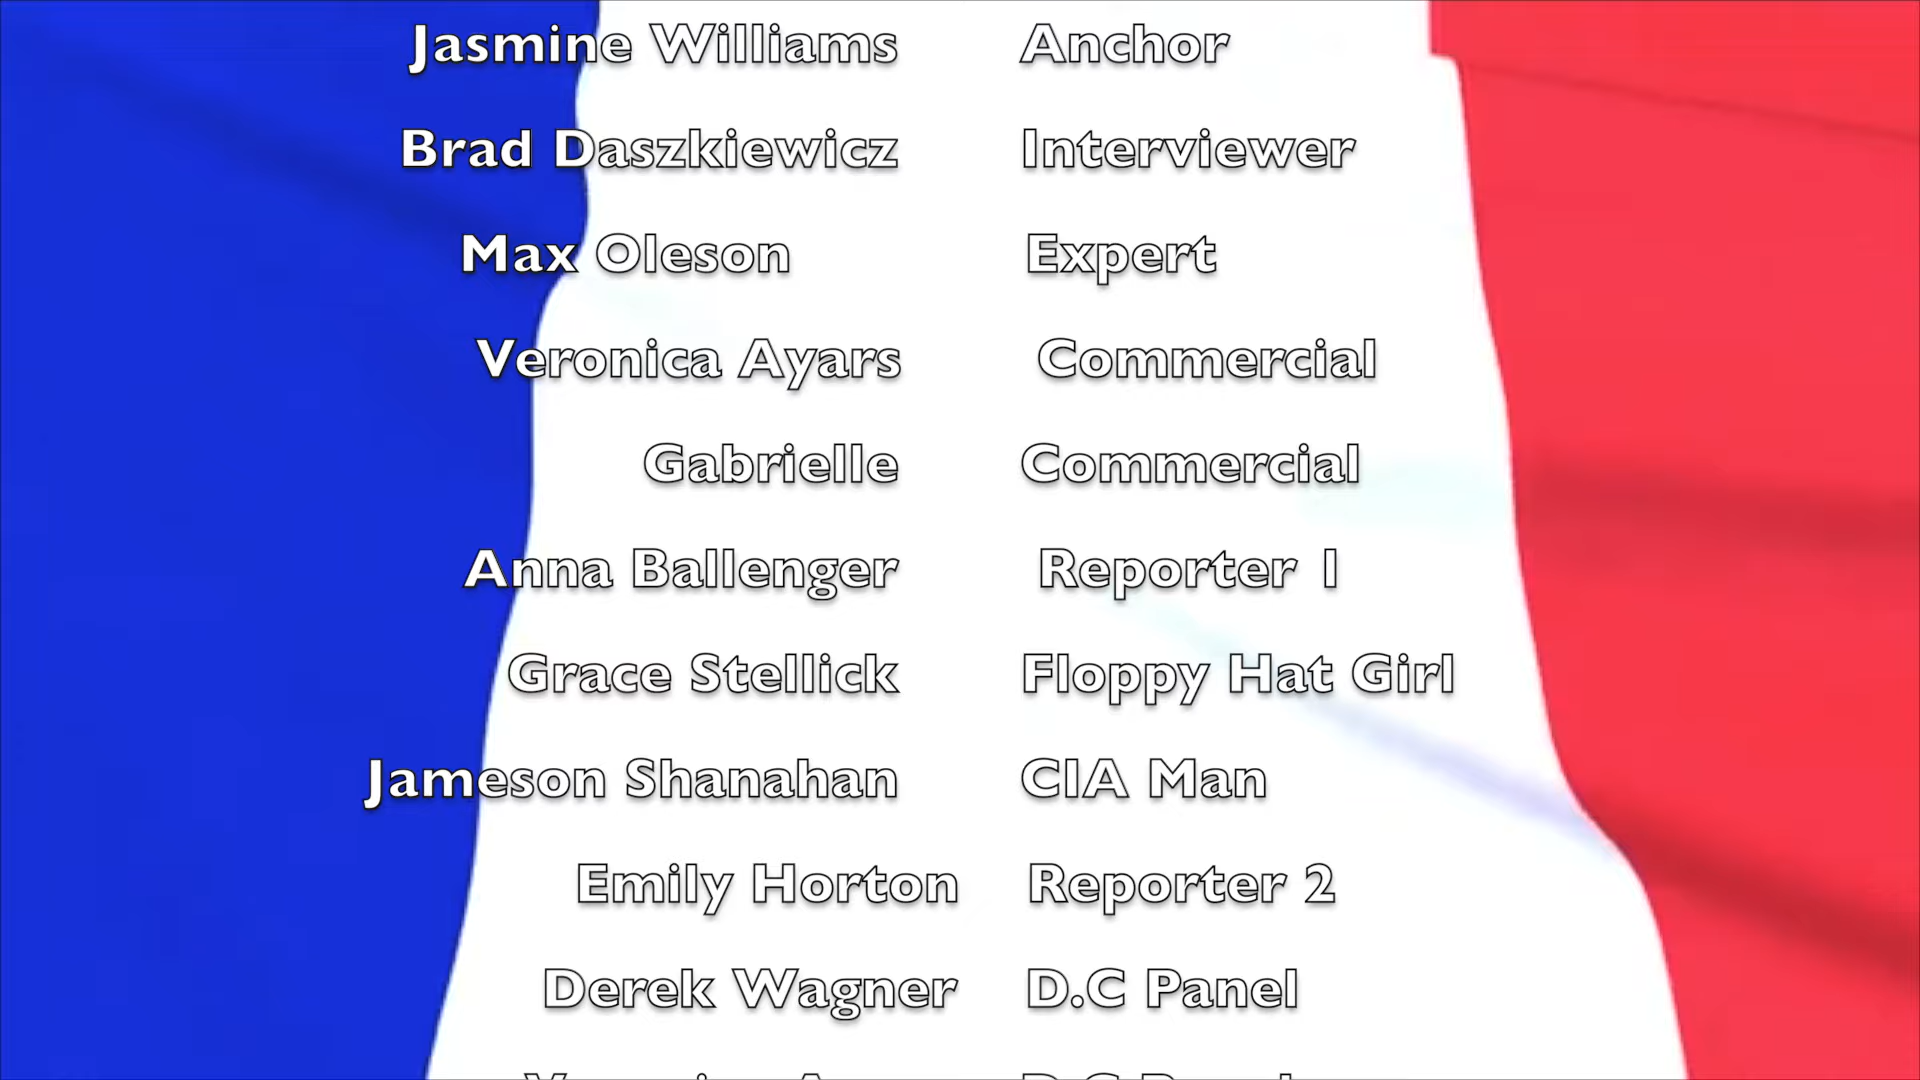 Jasmine Williams Anchor
Brad Daszkiewicz Interviewer
Max Oleson Expert
Veronica Ayars Commercial
Gabrielle Commercial
Anna Ballenger Reporter 1
Grace Stellick Floppy Hat Girl
Jameson Shanahan CIA Man
Emily Horton Reporter 2
Derek Wagner D.C Panel